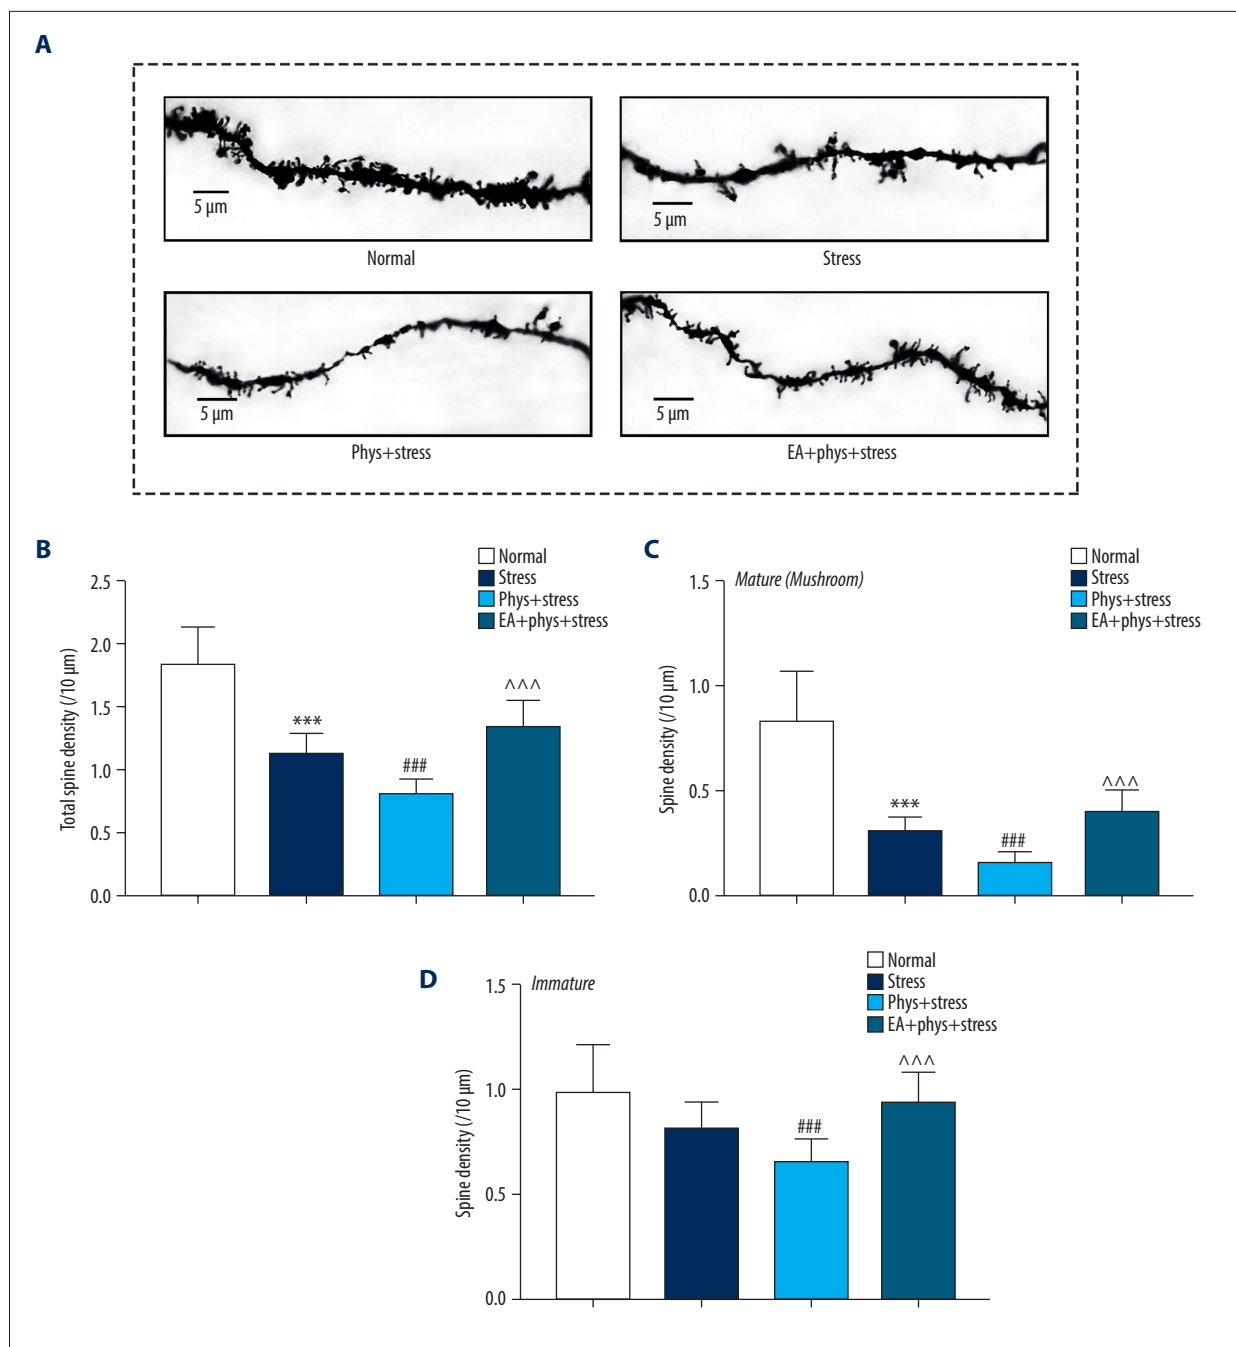 A
5 µm
5 µm
Normal
Stress
5 µm
5 µm
Phys+stress
EA+phys+stress
B
Normal
Stress
Phys+stress
EA+phys+stress
2.5
2.0
1.5
1.0
0.5
0.0
Total spine density (/10 µm)
***
###
^^^
C
Normal
Stress
Phys+stress
EA+phys+stress
Mature (Mushroom)
1.5
1.0
0.5
0.0
Spine density (/10 µm)
***
###
^^^
D
Normal
Stress
Phys+stress
EA+phys+stress
Immature
1.5
1.0
0.5
0.0
Spine density (/10 µm)
###
^^^